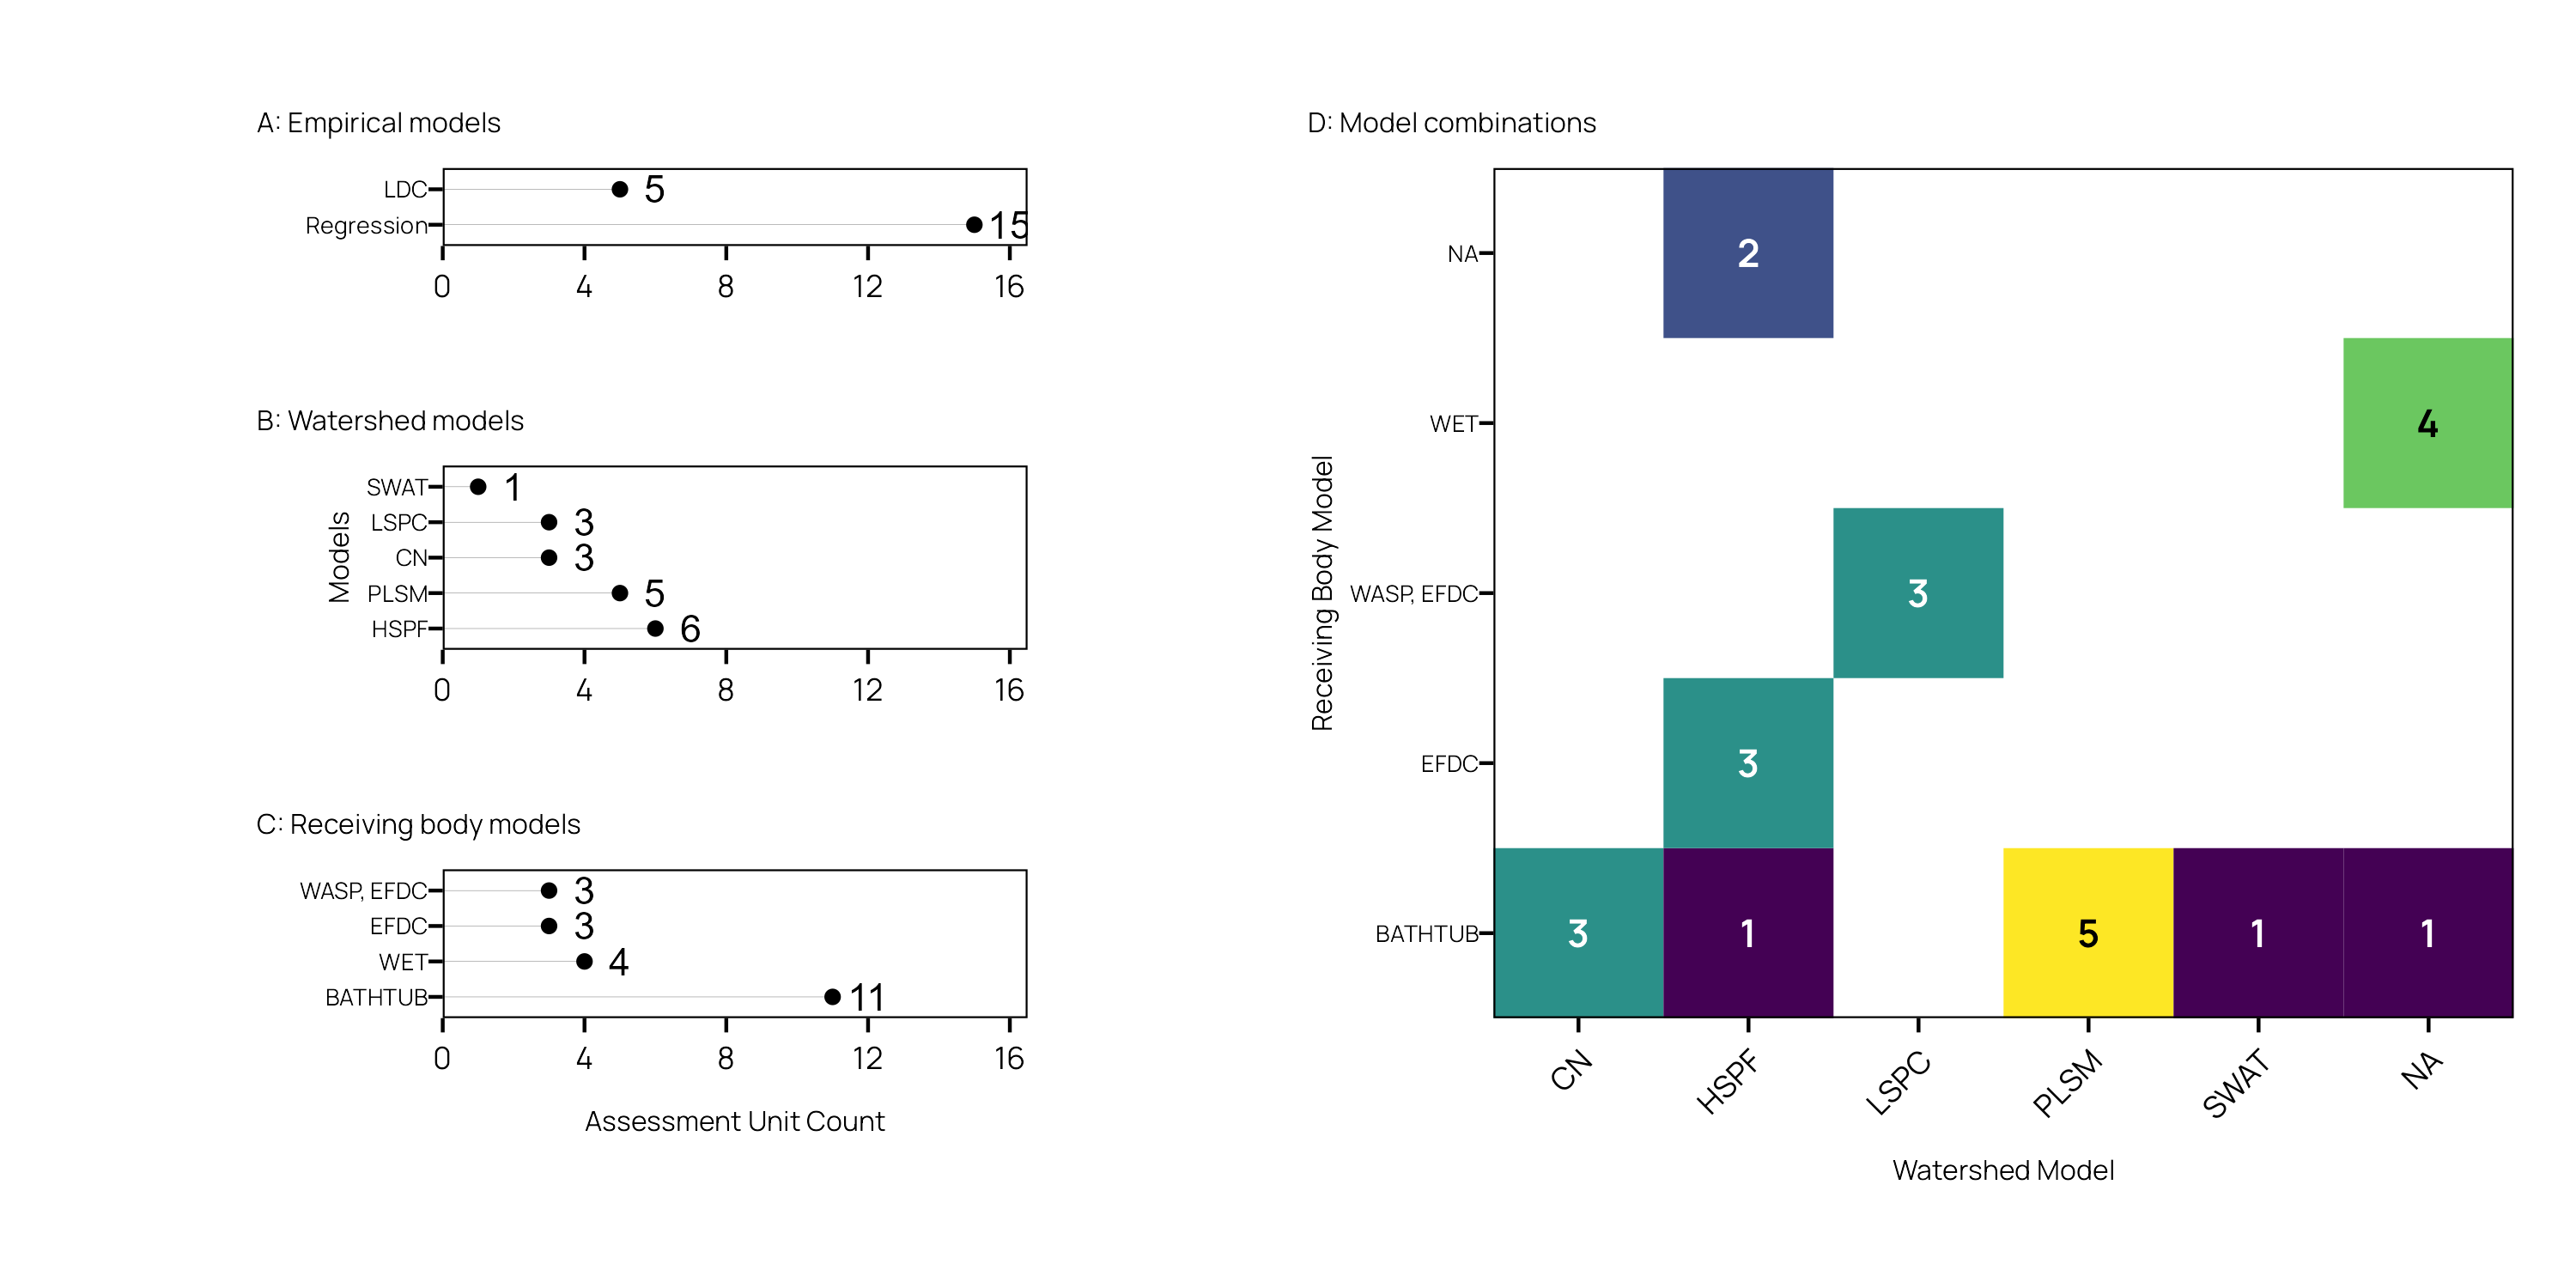 A: Empirical models
LDC 5
Regression 15
0 4 8 12 16
B: Watershed models
Models
SWAT 1
LSPC 3
CN 3
PLSM 5
HSPF 6
0 4 8 12 16
C: Receiving body models
WASP, EFDC 3
EFDC 3
WET 4
BATHTUB 11
0 4 8 12 16
Assessment Unit Count
D: Model combinations
Receiving Body Model
NA 2
WET 4
WASP, EFDC 3
EFDC 3
BATHTUB 3 1 5 1 1
CN HSPF LSPC PLSM SWAT NA
Watershed Model